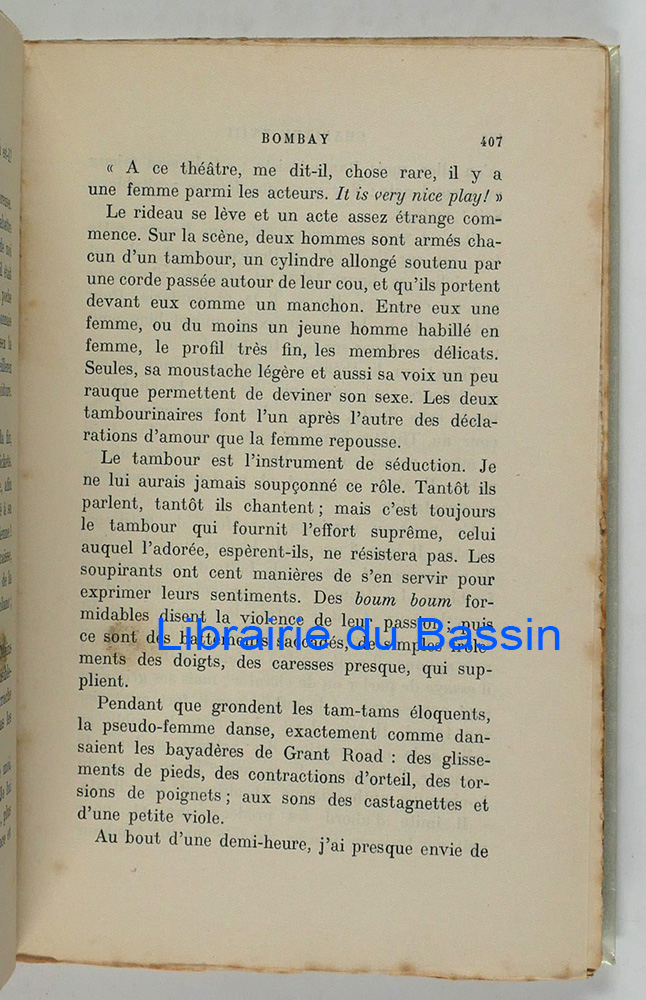 BOMBAY 407
« A ce théâtre, me dit-il, chose rare, il y a
une femme parmi les acteurs. It is very nice play! »
Le rideau se lève et un acte assez étrange com-
mence. Sur la scène, deux hommes sont armés cha-
cun d'un tambour, un cylindre allongé soutenu par
une corde passée autour de leur cou, et qu'ils portent
devant eux comme un manchon. Entre eux une
femme, ou du moins un jeune homme habillé en
femme, le profil très fin, les membres délicats.
Seules, sa moustache légère et aussi sa voix un peu
rauque permettent de deviner son sexe. Les deux
tambourinaires font l'un après l'autre des décla-
rations d'amour que la femme repousse.
Le tambour est l'instrument de séduction. Je
ne lui aurais jamais soupçonné ce rôle. Tantôt ils
parlent, tantôt ils chantent ; mais c'est toujours
le tambour qui fournit l'effort suprême, celui
auquel l'adorée, espèrent-ils, ne résistera pas. Les
soupirants ont cent manières de s'en servir pour
exprimer leurs sentiments. Des boum boum for-
midables disent la violence de leur passion ; puis
ce sont des battements saccadés, de simples frôle-
ments des doigts, des caresses presque, qui sup-
plient.
Pendant que grondent les tam-tams éloquents,
la pseudo-femme danse, exactement comme dan-
saient les bayadères de Grant Road : des glisse-
ments de pieds, des contractions d'orteil, des tor-
sions de poignets ; aux sons des castagnettes et
d'une petite viole.
Au bout d'une demi-heure, j'ai presque envie de
Librairie du Bassin